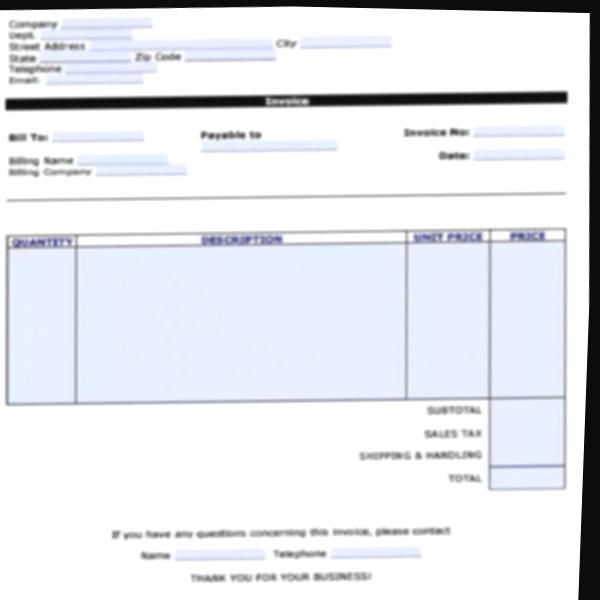 Company
Dept.
Street Address City
State Zip Code
Telephone
Email:
Invoice
Bill To: Payable to Invoice No:
Date:
Billing Name
Billing Company
QUANTITY DESCRIPTION UNIT PRICE PRICE
SUBTOTAL
SALES TAX
SHIPPING & HANDLING
TOTAL
If you have any questions concerning this invoice, please contact
Name Telephone
THANK YOU FOR YOUR BUSINESS!